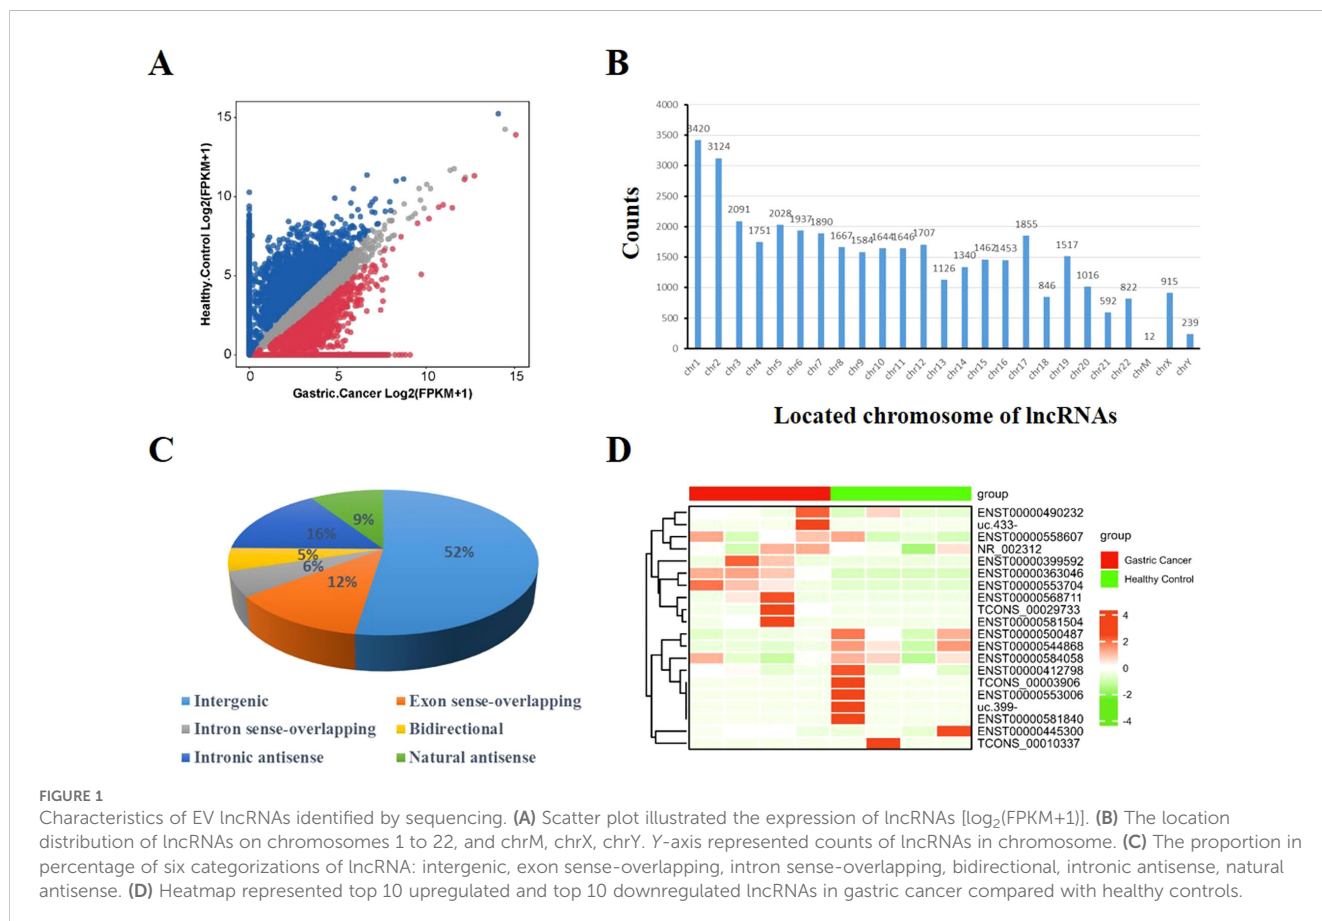 A
15
10
5
0
Healthy.Control Log2(FPKM+1)
0
5
10
15
Gastric.Cancer Log2(FPKM+1)
B
4000
3500
3000
2500
2000
1500
1000
500
0
Counts
3420
3124
2091
1751
2028
1937
1890
1667
1584
1644
1646
1707
1126
1340
1462
1453
1855
846
1517
1016
592
822
12
915
239
chr1
chr2
chr3
chr4
chr5
chr6
chr7
chr8
chr9
chr10
chr11
chr12
chr13
chr14
chr15
chr16
chr17
chr18
chr19
chr20
chr21
chr22
chrM
chrX
chrY
Located chromosome of lncRNAs
C
9%
16%
52%
5%
6%
12%
Intergenic
Exon sense-overlapping
Intron sense-overlapping
Bidirectional
Intronic antisense
Natural antisense
D
group
ENST00000490232
uc.433-
ENST00000558607
NR_002312
ENST00000399592
ENST00000363046
ENST00000553704
ENST00000568711
TCONS_00029733
ENST00000581504
ENST00000500487
ENST00000544868
ENST00000584058
ENST00000412798
TCONS_00003906
ENST00000553006
uc.399-
ENST00000581840
ENST00000445300
TCONS_00010337
group
Gastric Cancer
Healthy Control
4
2
0
-2
-4
FIGURE 1
Characteristics of EV lncRNAs identified by sequencing. (A) Scatter plot illustrated the expression of lncRNAs [log2(FPKM+1)]. (B) The location
distribution of lncRNAs on chromosomes 1 to 22, and chrM, chrX, chrY. Y-axis represented counts of lncRNAs in chromosome. (C) The proportion in
percentage of six categorizations of lncRNA: intergenic, exon sense-overlapping, intron sense-overlapping, bidirectional, intronic antisense, natural
antisense. (D) Heatmap represented top 10 upregulated and top 10 downregulated lncRNAs in gastric cancer compared with healthy controls.